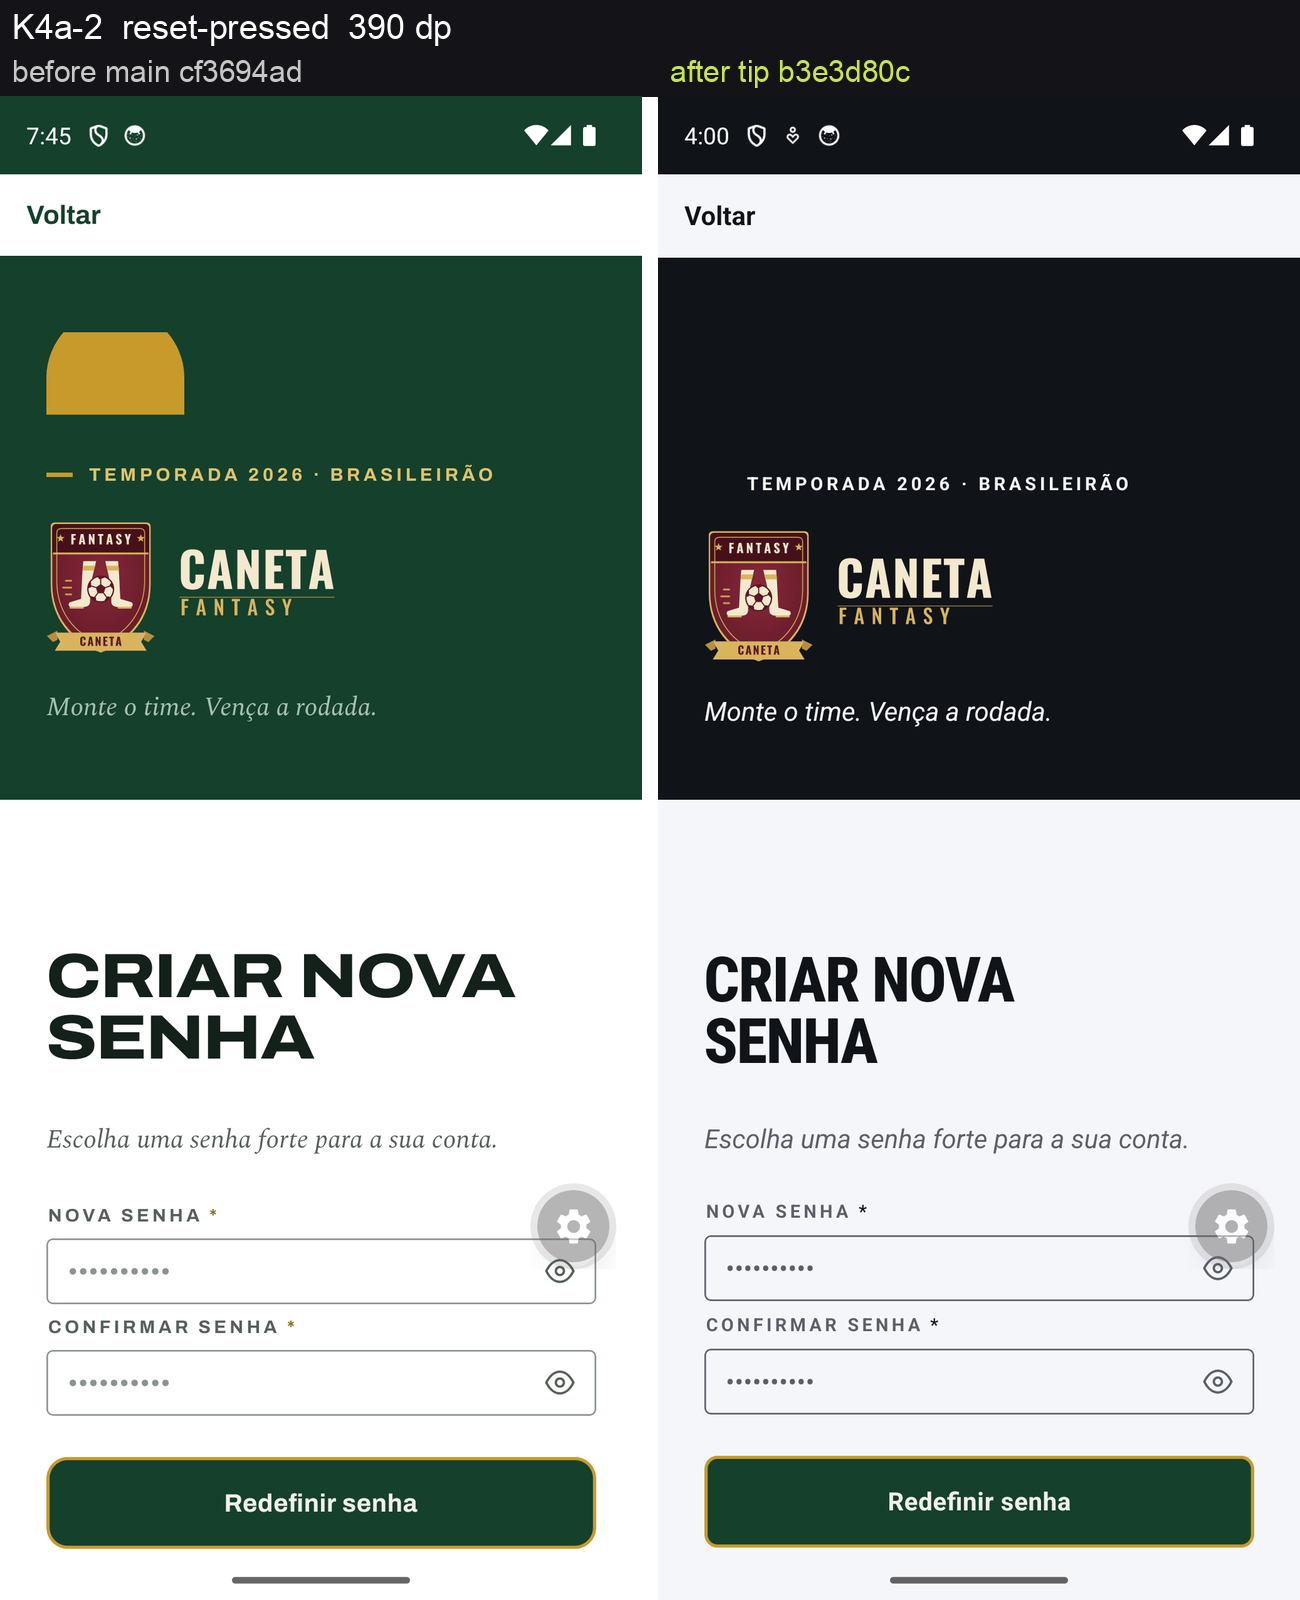 K4a-2 reset-pressed 390 dp
before main cf3694ad
after tip b3e3d80c
7:45
Voltar
TEMPORADA 2026 · BRASILEIRÃO
FANTASY
CANETA
CANETA
FANTASY
Monte o time. Vença a rodada.
CRIAR NOVA
SENHA
Escolha uma senha forte para a sua conta.
NOVA SENHA *
••••••••••
CONFIRMAR SENHA *
••••••••••
Redefinir senha
4:00
Voltar
TEMPORADA 2026 · BRASILEIRÃO
FANTASY
CANETA
CANETA
FANTASY
Monte o time. Vença a rodada.
CRIAR NOVA
SENHA
Escolha uma senha forte para a sua conta.
NOVA SENHA *
••••••••••
CONFIRMAR SENHA *
••••••••••
Redefinir senha